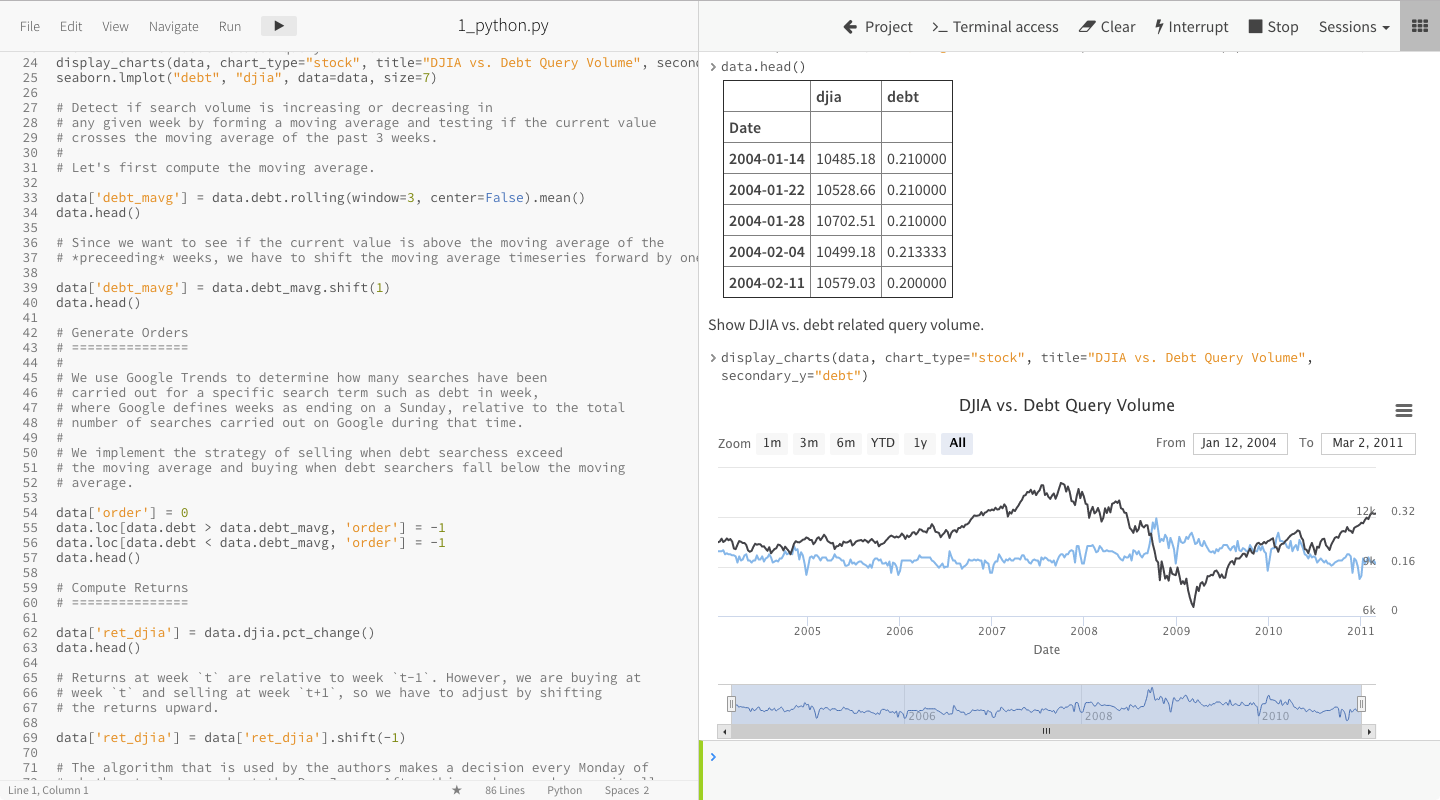 File Edit View Navigate Run
1_python.py
Project Terminal access Clear Interrupt Stop Sessions
24 display_charts(data, chart_type="stock", title="DJIA vs. Debt Query Volume", secon
25 seaborn.lmplot("debt", "djia", data=data, size=7)
26
27 # Detect if search volume is increasing or decreasing in
28 # any given week by forming a moving average and testing if the current value
29 # crosses the moving average of the past 3 weeks.
30 #
31 # Let's first compute the moving average.
32
33 data['debt_mavg'] = data.debt.rolling(window=3, center=False).mean()
34 data.head()
35
36 # Since we want to see if the current value is above the moving average of the
37 # *preceeding* weeks, we have to shift the moving average timeseries forward by one
38
39 data['debt_mavg'] = data.debt_mavg.shift(1)
40 data.head()
41
42 # Generate Orders
43 # ===============
44 #
45 # We use Google Trends to determine how many searches have been
46 # carried out for a specific search term such as debt in week,
47 # where Google defines weeks as ending on a Sunday, relative to the total
48 # number of searches carried out on Google during that time.
49 #
50 # We implement the strategy of selling when debt searchess exceed
51 # the moving average and buying when debt searchers fall below the moving
52 # average.
53
54 data['order'] = 0
55 data.loc[data.debt > data.debt_mavg, 'order'] = -1
56 data.loc[data.debt < data.debt_mavg, 'order'] = -1
57 data.head()
58
59 # Compute Returns
60 # ===============
61
62 data['ret_djia'] = data.djia.pct_change()
63 data.head()
64
65 # Returns at week `t` are relative to week `t-1`. However, we are buying at
66 # week `t` and selling at week `t+1`, so we have to adjust by shifting
67 # the returns upward.
68
69 data['ret_djia'] = data['ret_djia'].shift(-1)
70
71 # The algorithm that is used by the authors makes a decision every Monday of
Line 1, Column 1 86 Lines Python Spaces 2
data.head()
djia debt
Date
2004-01-14 10485.18 0.210000
2004-01-22 10528.66 0.210000
2004-01-28 10702.51 0.210000
2004-02-04 10499.18 0.213333
2004-02-11 10579.03 0.200000
Show DJIA vs. debt related query volume.
display_charts(data, chart_type="stock", title="DJIA vs. Debt Query Volume",
secondary_y="debt")
DJIA vs. Debt Query Volume
Zoom 1m 3m 6m YTD 1y All From Jan 12, 2004 To Mar 2, 2011
12k 0.32
9k 0.16
6k 0
2005 2006 2007 2008 2009 2010 2011
Date
2006 2008 2010